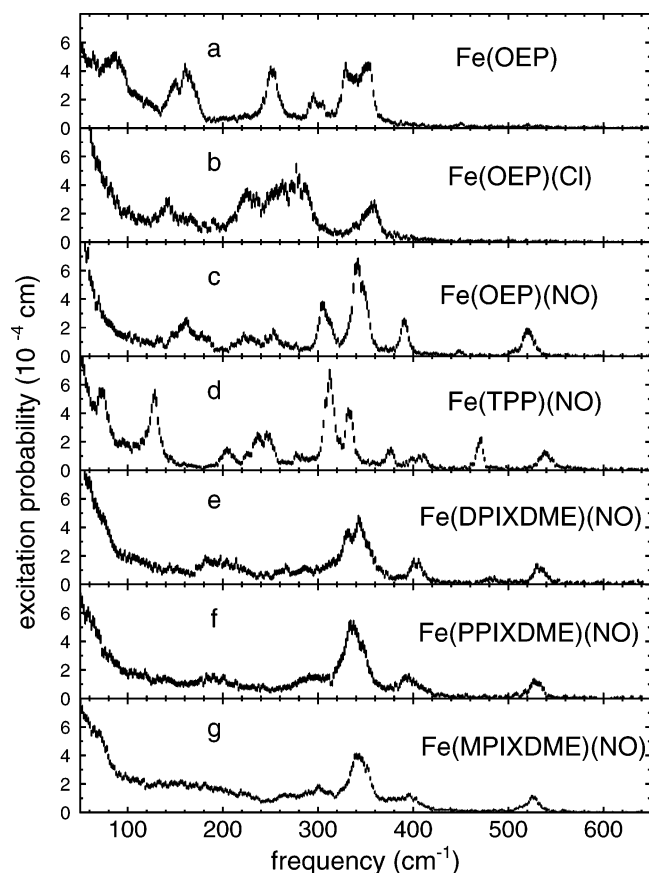 excitation probability (10⁻⁴ cm)
a Fe(OEP)
6
4
2
0
b Fe(OEP)(Cl)
6
4
2
0
c Fe(OEP)(NO)
6
4
2
0
d Fe(TPP)(NO)
6
4
2
0
e Fe(DPIXDME)(NO)
6
4
2
0
f Fe(PPIXDME)(NO)
6
4
2
0
g Fe(MPIXDME)(NO)
6
4
2
0
100 200 300 400 500 600
frequency (cm⁻¹)